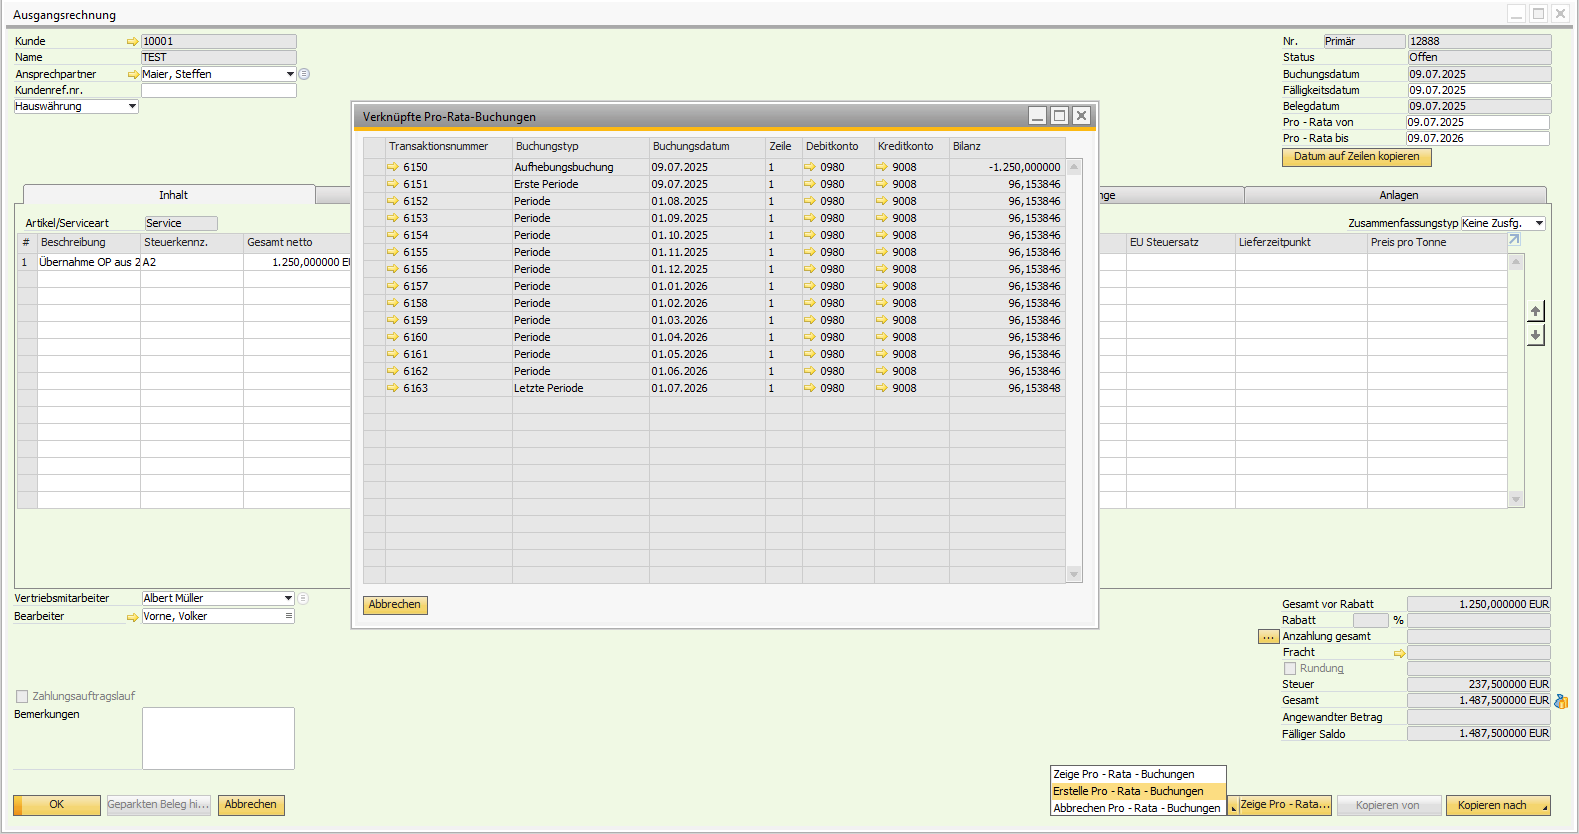 Ausgangsrechnung
Kunde 10001
Name TEST
Ansprechpartner Maier, Steffen
Kundenref.nr.
Hauswährung
Nr. Primär 12888
Status Offen
Buchungsdatum 09.07.2025
Fälligkeitsdatum 09.07.2025
Belegdatum 09.07.2025
Pro - Rata von 09.07.2025
Pro - Rata bis 09.07.2026
Datum auf Zeilen kopieren
Verknüpfte Pro-Rata-Buchungen
Transaktionsnummer Buchungstyp Buchungsdatum Zeile Debitkonto Kreditkonto Bilanz
6150 Aufhebungsbuchung 09.07.2025 1 0980 9008 -1.250,000000
6151 Erste Periode 09.07.2025 1 0980 9008 96,153846
6152 Periode 01.08.2025 1 0980 9008 96,153846
6153 Periode 01.09.2025 1 0980 9008 96,153846
6154 Periode 01.10.2025 1 0980 9008 96,153846
6155 Periode 01.11.2025 1 0980 9008 96,153846
6156 Periode 01.12.2025 1 0980 9008 96,153846
6157 Periode 01.01.2026 1 0980 9008 96,153846
6158 Periode 01.02.2026 1 0980 9008 96,153846
6159 Periode 01.03.2026 1 0980 9008 96,153846
6160 Periode 01.04.2026 1 0980 9008 96,153846
6161 Periode 01.05.2026 1 0980 9008 96,153846
6162 Periode 01.06.2026 1 0980 9008 96,153846
6163 Letzte Periode 01.07.2026 1 0980 9008 96,153848
Abbrechen
Inhalt nge Anlagen
Artikel/Serviceart Service
Zusammenfassungstyp Keine Zusfg.
# Beschreibung Steuerkennz. Gesamt netto EU Steuersatz Lieferzeitpunkt Preis pro Tonne
1 Übernahme OP aus 2 A2 1.250,000000 EU
Vertriebsmitarbeiter Albert Müller
Bearbeiter Vorne, Volker
Zahlungsauftragslauf
Bemerkungen
Gesamt vor Rabatt 1.250,000000 EUR
Rabatt %
... Anzahlung gesamt
Fracht
Rundung
Steuer 237,500000 EUR
Gesamt 1.487,500000 EUR
Angewandter Betrag
Fälliger Saldo 1.487,500000 EUR
Zeige Pro - Rata - Buchungen
Erstelle Pro - Rata - Buchungen
Abbrechen Pro - Rata - Buchungen
OK Geparkten Beleg hi... Abbrechen Zeige Pro - Rata... Kopieren von Kopieren nach